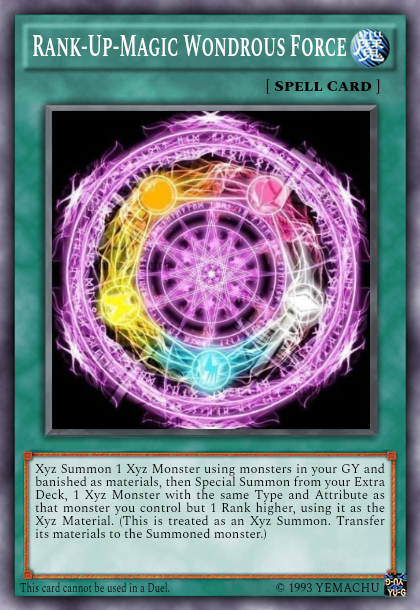 RANK-UP-MAGIC WONDROUS FORCE
魔
[ SPELL CARD ]
Xyz Summon 1 Xyz Monster using monsters in your GY and
banished as materials, then Special Summon from your Extra
Deck, 1 Xyz Monster with the same Type and Attribute as
that monster you control but 1 Rank higher, using it as the
Xyz Material. (This is treated as an Xyz Summon. Transfer
its materials to the Summoned monster.)
This card cannot be used in a Duel.
© 1993 YEMACHU